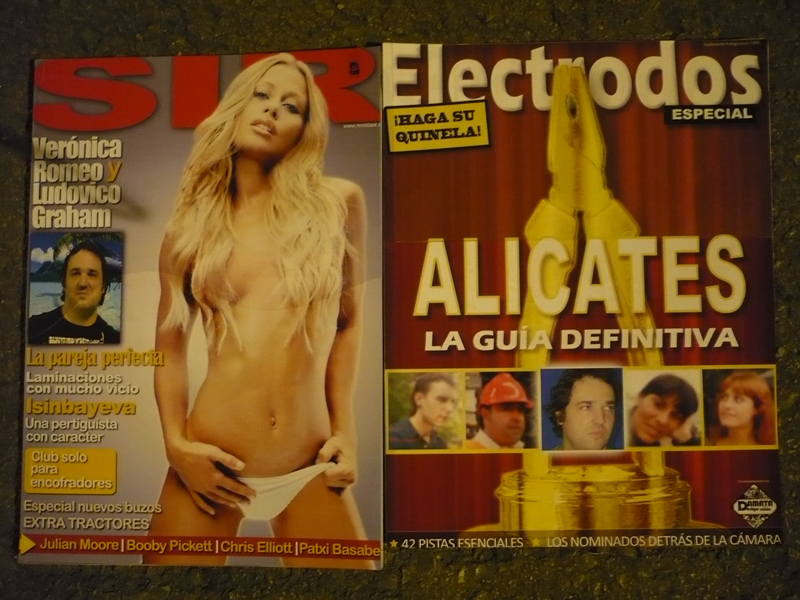 SIR
Verónica
Romeo y
Ludovico
Graham
La pareja perfecta
Laminaciones
con mucho vicio
Isinbayeva
Una pertiguista
con caracter
Club solo
para
encofradores
Especial nuevos buzos
EXTRA TRACTORES
Julian Moore | Booby Pickett | Chris Elliott | Patxi Basabe
Electrodos
ESPECIAL
¡HAGA SU
QUINELA!
ALICATES
LA GUÍA DEFINITIVA
DAMATE
★ 42 PISTAS ESENCIALES ★ LOS NOMINADOS DETRÁS DE LA CÁMARA